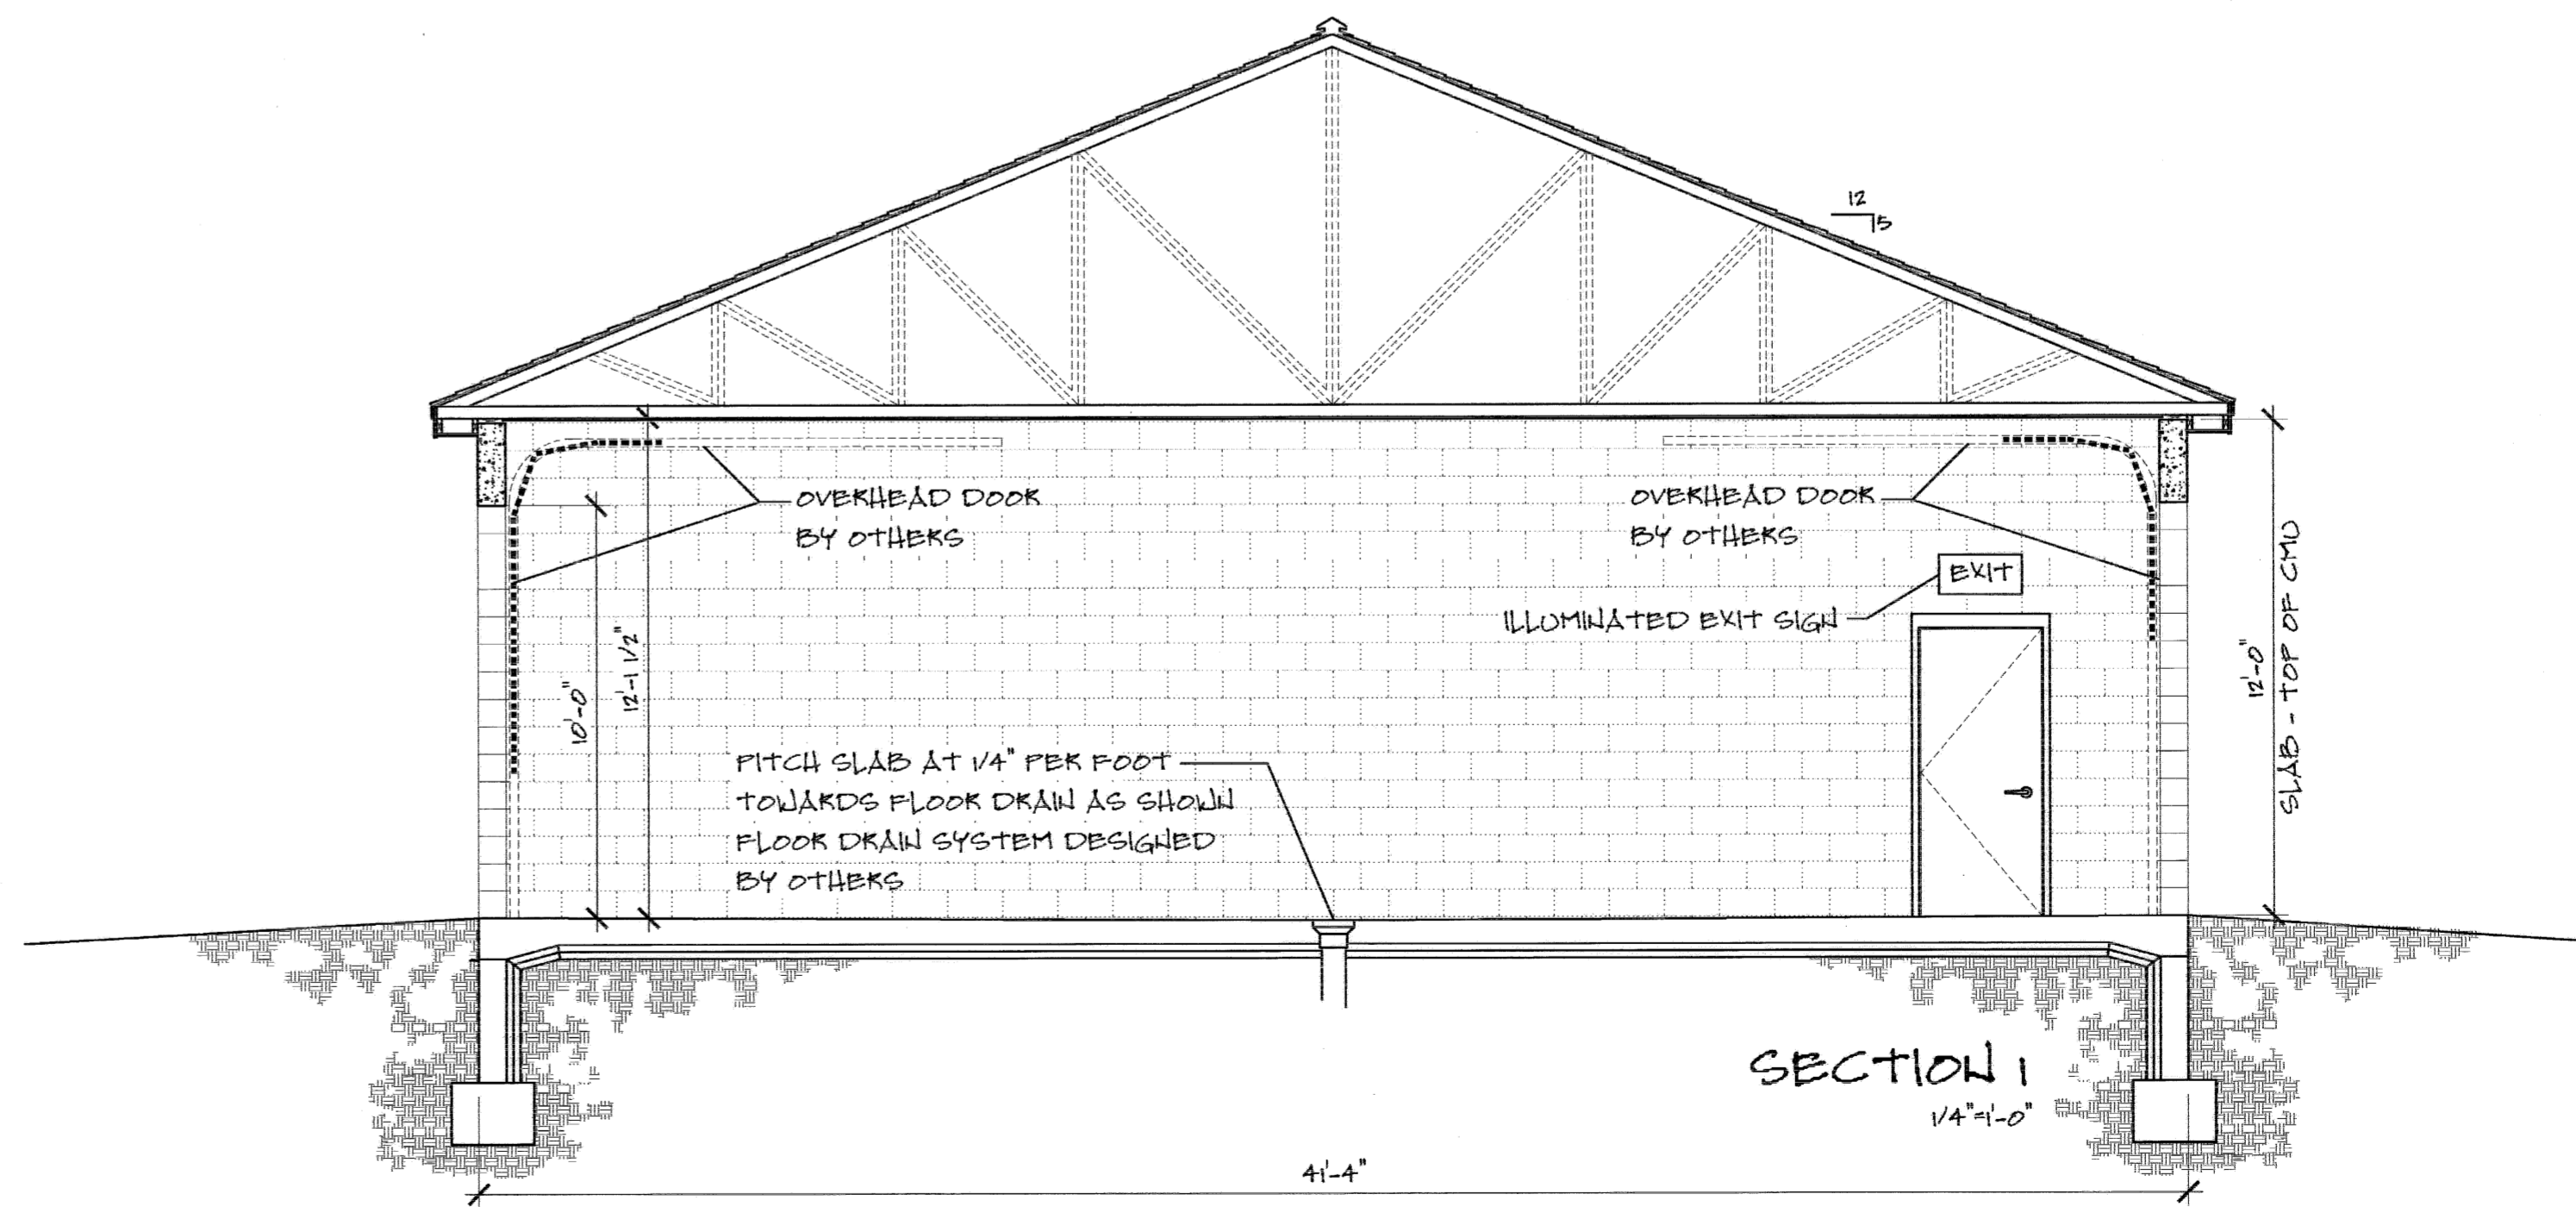 12
5
OVERHEAD DOOR
BY OTHERS
OVERHEAD DOOR
BY OTHERS
EXIT
ILLUMINATED EXIT SIGN
10'-0"
12'-1 1/2"
12'-0"
SLAB - TOP OF CMU
PITCH SLAB AT 1/4" PER FOOT
TOWARDS FLOOR DRAIN AS SHOWN
FLOOR DRAIN SYSTEM DESIGNED
BY OTHERS
SECTION 1
1/4"=1'-0"
41'-4"